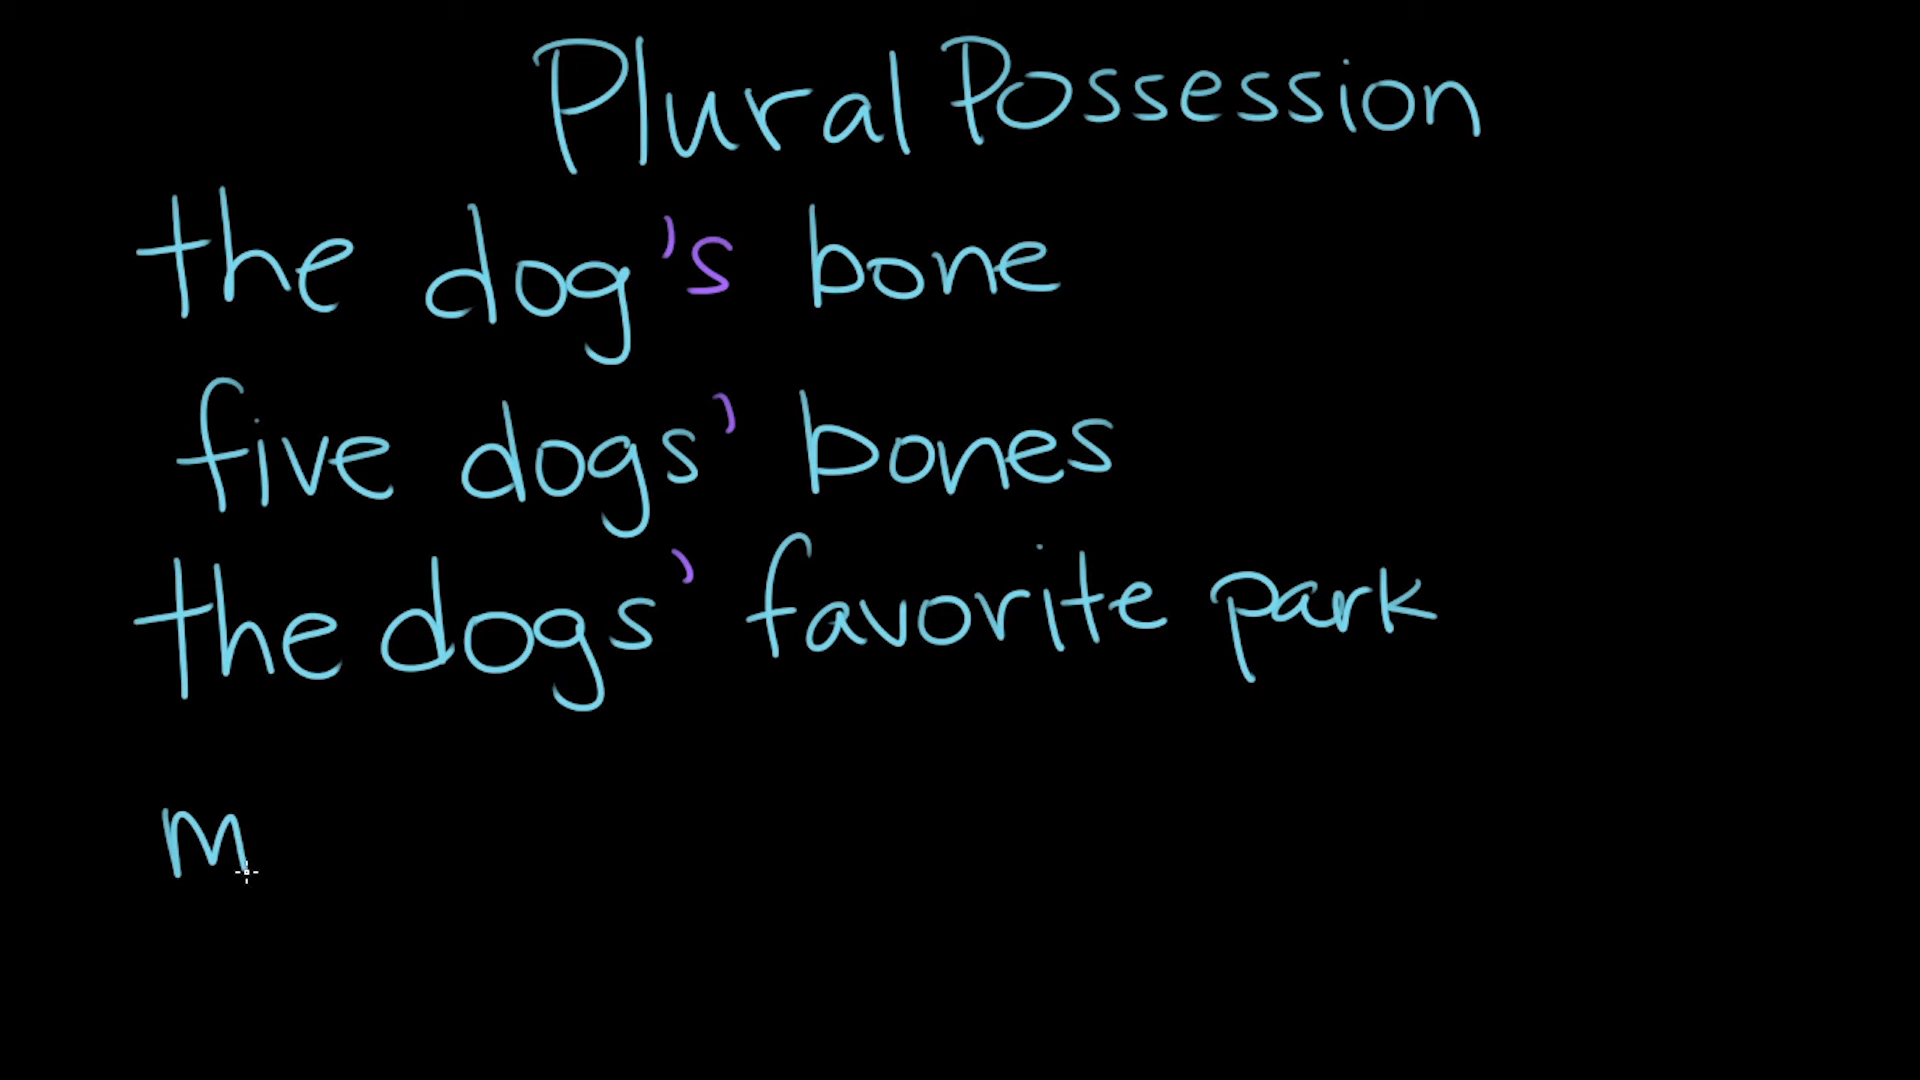 Plural Possession
the dog's bone
five dogs' bones
the dogs' favorite park
m